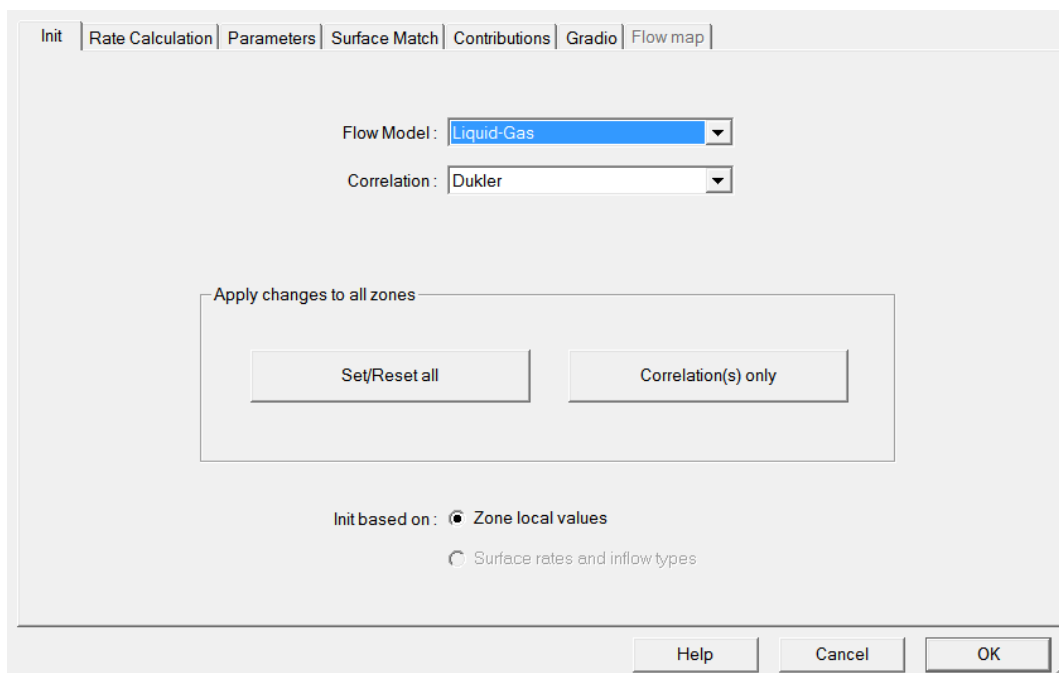 Init Rate Calculation Parameters Surface Match Contributions Gradio Flow map
Flow Model : Liquid-Gas
Correlation : Dukler
Apply changes to all zones
Set/Reset all Correlation(s) only
Init based on : Zone local values
Surface rates and inflow types
Help Cancel OK